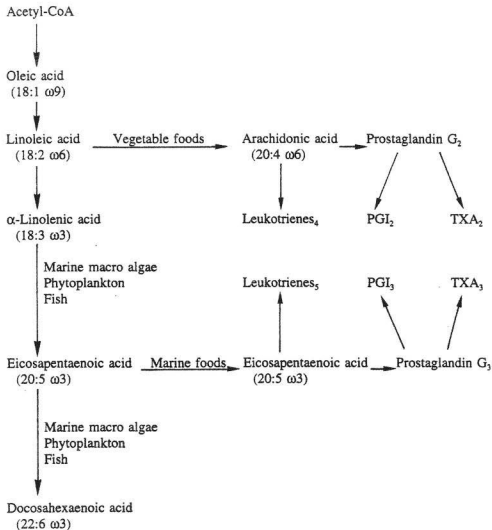 Acetyl-CoA
Oleic acid
(18:1 ω9)
Linoleic acid Vegetable foods Arachidonic acid Prostaglandin G₂
(18:2 ω6) (20:4 ω6)
α-Linolenic acid Leukotrienes₄ PGI₂ TXA₂
(18:3 ω3)
Marine macro algae
Phytoplankton Leukotrienes₅ PGI₃ TXA₃
Fish
Eicosapentaenoic acid Marine foods Eicosapentaenoic acid Prostaglandin G₃
(20:5 ω3) (20:5 ω3)
Marine macro algae
Phytoplankton
Fish
Docosahexaenoic acid
(22:6 ω3)